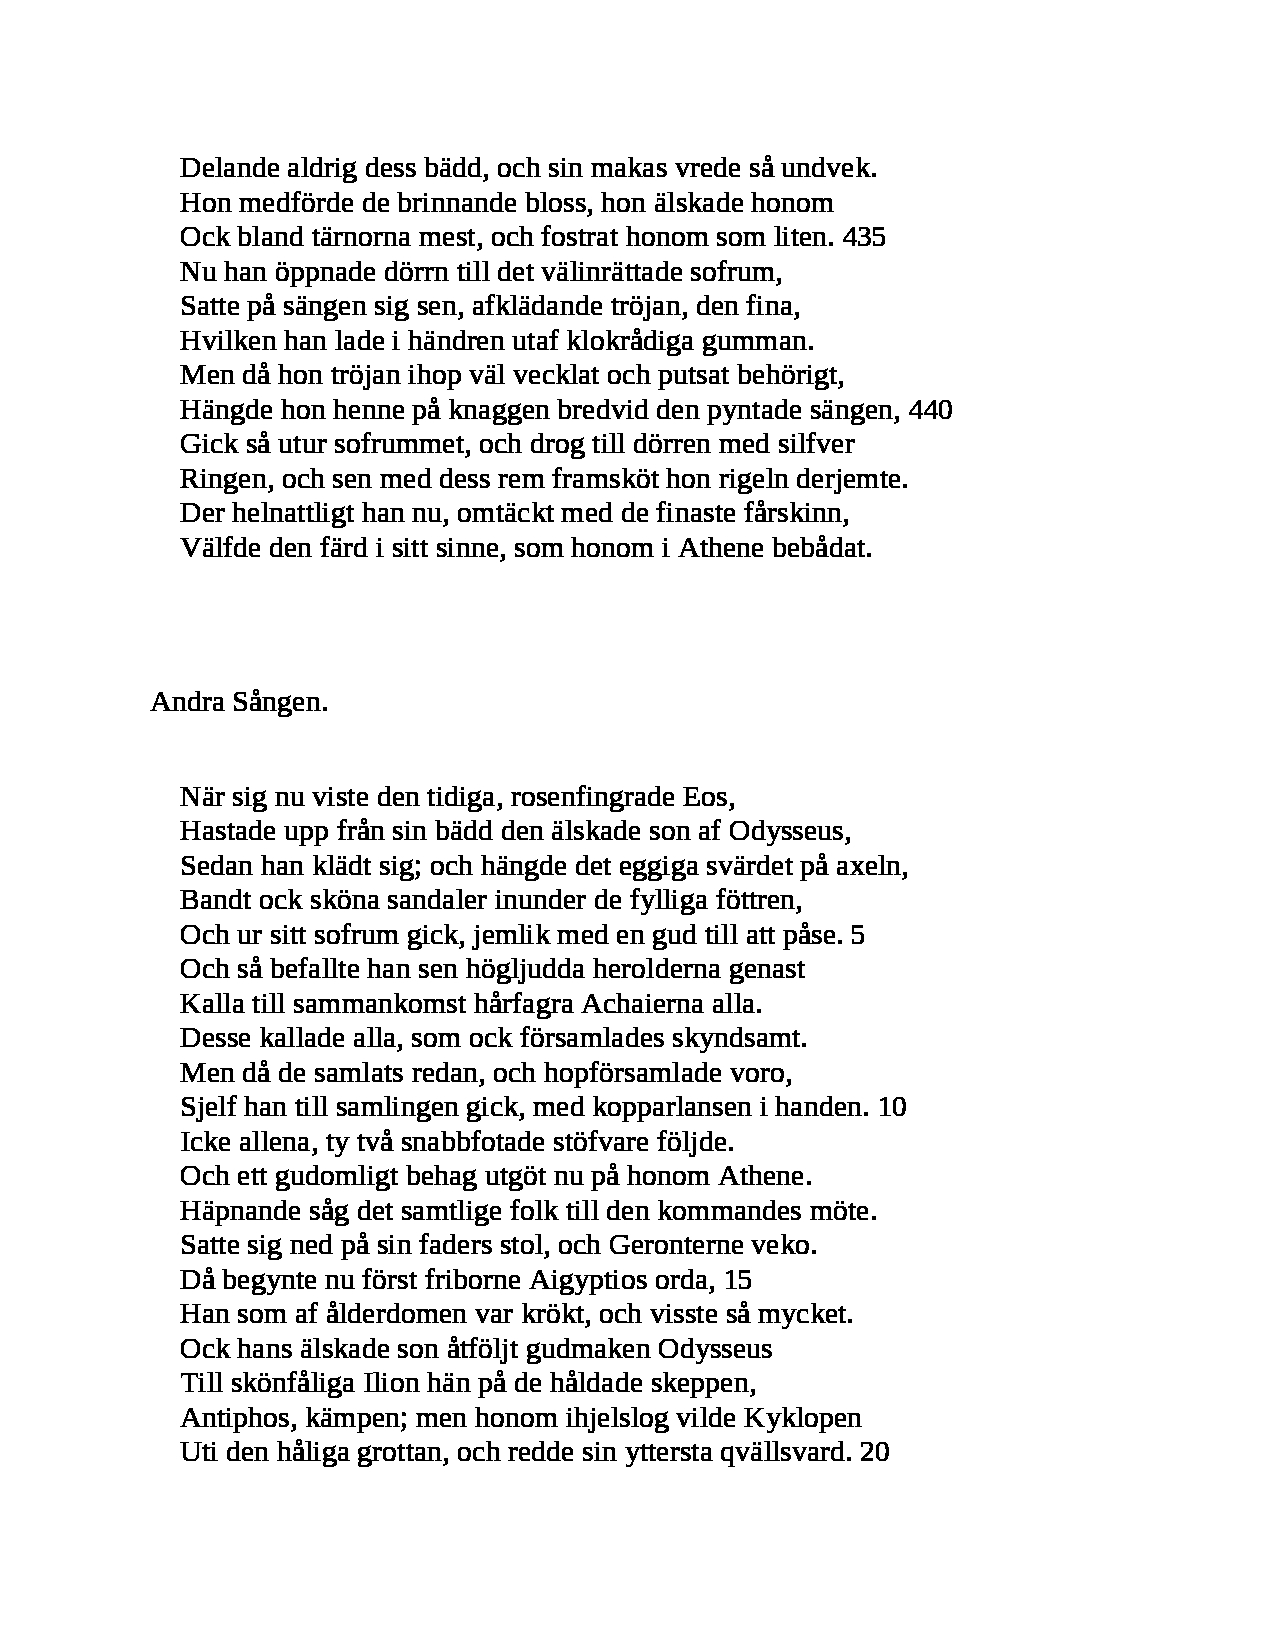 Delande aldrig dess bädd, och sin makas vrede så undvek.
Hon medförde de brinnande bloss, hon älskade honom
Ock bland tärnorna mest, och fostrat honom som liten. 435
Nu han öppnade dörrn till det välinrättade sofrum,
Satte på sängen sig sen, afklädande tröjan, den fina,
Hvilken han lade i händren utaf klokrådiga gumman.
Men då hon tröjan ihop väl vecklat och putsat behörigt,
Hängde hon henne på knaggen bredvid den pyntade sängen, 440
Gick så utur sofrummet, och drog till dörren med silfver
Ringen, och sen med dess rem framsköt hon rigeln derjemte.
Der helnattligt han nu, omtäckt med de finaste fårskinn,
Välfde den färd i sitt sinne, som honom i Athene bebådat.
Andra Sången.
När sig nu viste den tidiga, rosenfingrade Eos,
Hastade upp från sin bädd den älskade son af Odysseus,
Sedan han klädt sig; och hängde det eggiga svärdet på axeln,
Bandt ock sköna sandaler inunder de fylliga föttren,
Och ur sitt sofrum gick, jemlik med en gud till att påse. 5
Och så befallte han sen högljudda herolderna genast
Kalla till sammankomst hårfagra Achaierna alla.
Desse kallade alla, som ock församlades skyndsamt.
Men då de samlats redan, och hopförsamlade voro,
Sjelf han till samlingen gick, med kopparlansen i handen. 10
Icke allena, ty två snabbfotade stöfvare följde.
Och ett gudomligt behag utgöt nu på honom Athene.
Häpnande såg det samtlige folk till den kommandes möte.
Satte sig ned på sin faders stol, och Geronterne veko.
Då begynte nu först friborne Aigyptios orda, 15
Han som af ålderdomen var krökt, och visste så mycket.
Ock hans älskade son åtföljt gudmaken Odysseus
Till skönfåliga Ilion hän på de håldade skeppen,
Antiphos, kämpen; men honom ihjelslog vilde Kyklopen
Uti den håliga grottan, och redde sin yttersta qvällsvard. 20